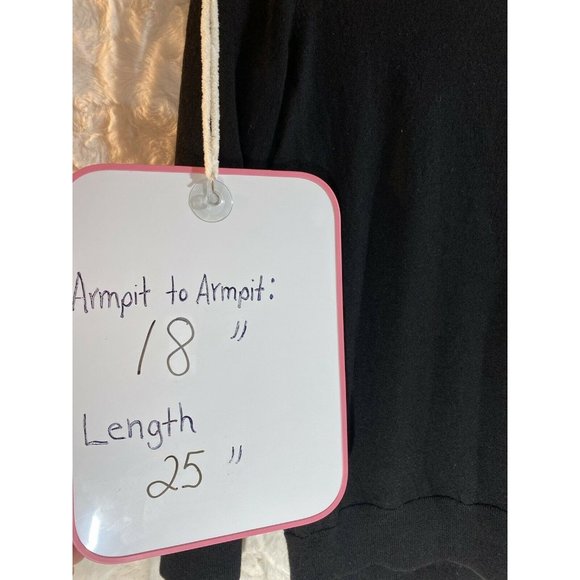 Armpit to Armpit:
18 "
Length
25 "